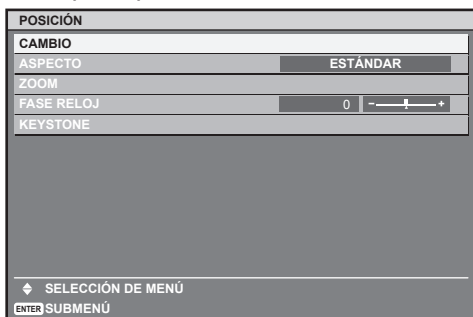 POSICIÓN
CAMBIO
ASPECTO ESTÁNDAR
ZOOM
FASE RELOJ 0 - +
KEYSTONE
SELECCIÓN DE MENÚ
ENTER SUBMENÚ